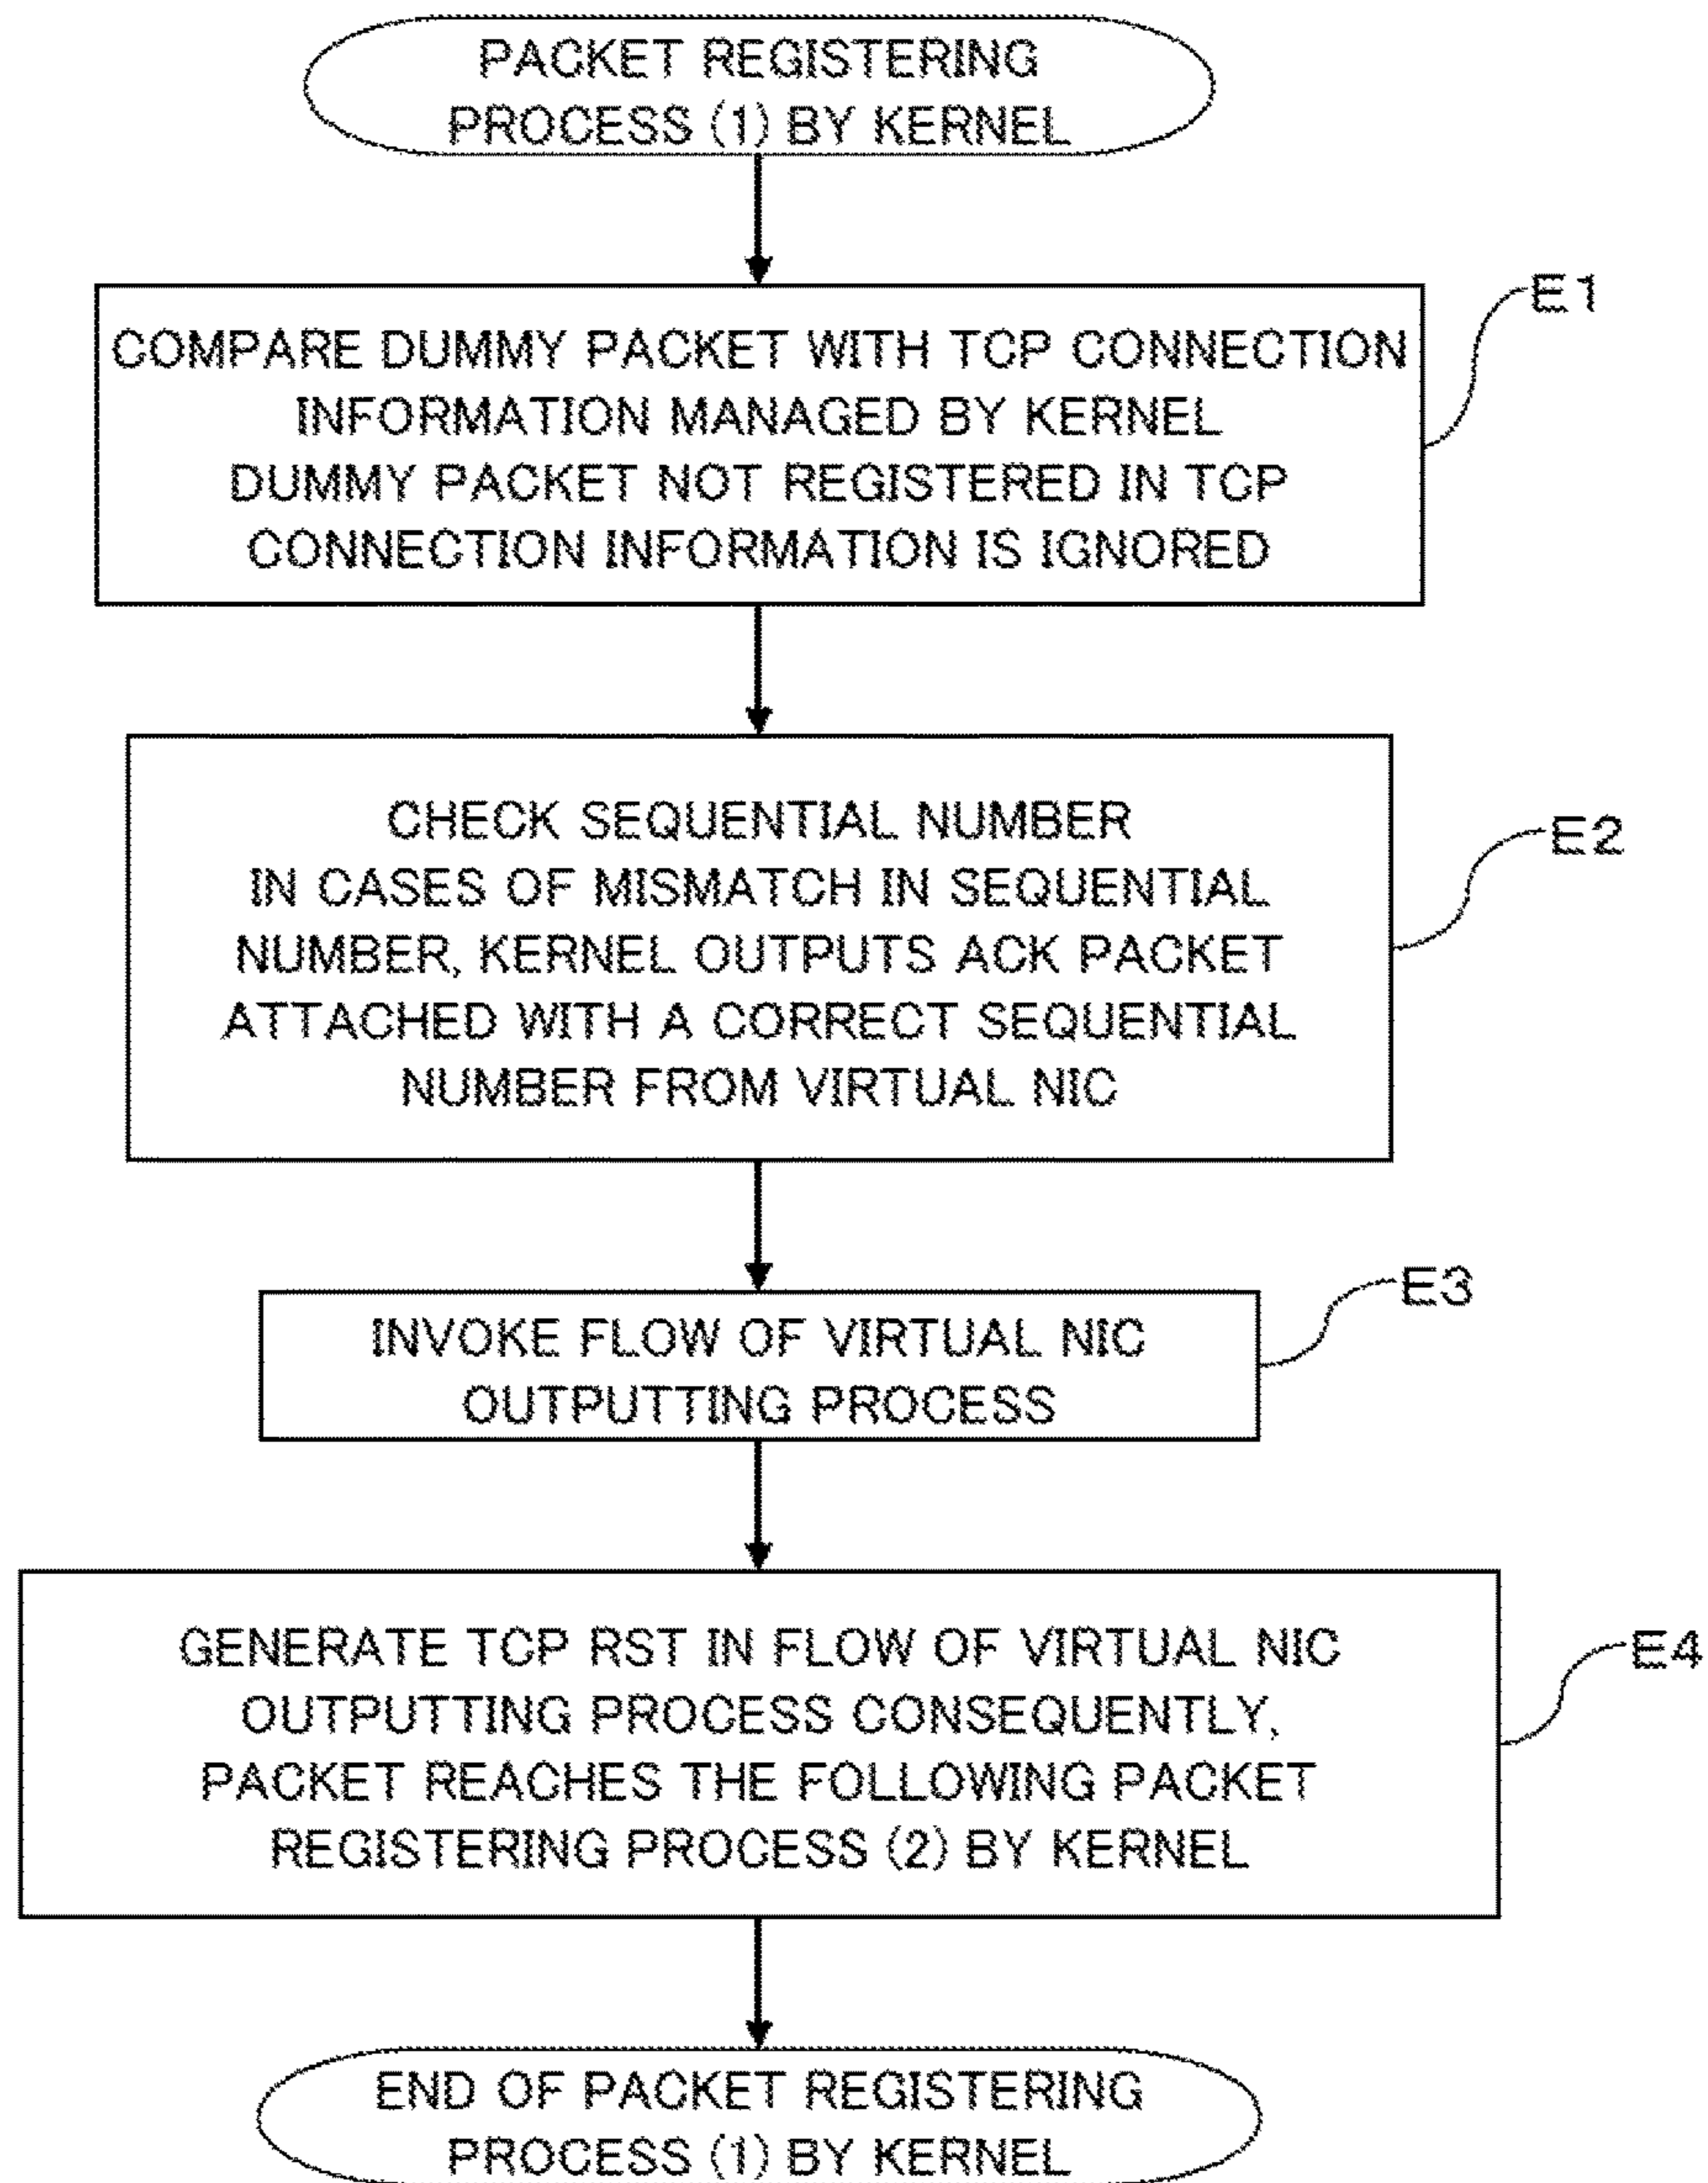 PACKET REGISTERING
PROCESS (1) BY KERNEL
E1
COMPARE DUMMY PACKET WITH TCP CONNECTION
INFORMATION MANAGED BY KERNEL
DUMMY PACKET NOT REGISTERED IN TCP
CONNECTION INFORMATION IS IGNORED
E2
CHECK SEQUENTIAL NUMBER
IN CASES OF MISMATCH IN SEQUENTIAL
NUMBER, KERNEL OUTPUTS ACK PACKET
ATTACHED WITH A CORRECT SEQUENTIAL
NUMBER FROM VIRTUAL NIC
E3
INVOKE FLOW OF VIRTUAL NIC
OUTPUTTING PROCESS
E4
GENERATE TCP RST IN FLOW OF VIRTUAL NIC
OUTPUTTING PROCESS CONSEQUENTLY,
PACKET REACHES THE FOLLOWING PACKET
REGISTERING PROCESS (2) BY KERNEL
END OF PACKET REGISTERING
PROCESS (1) BY KERNEL